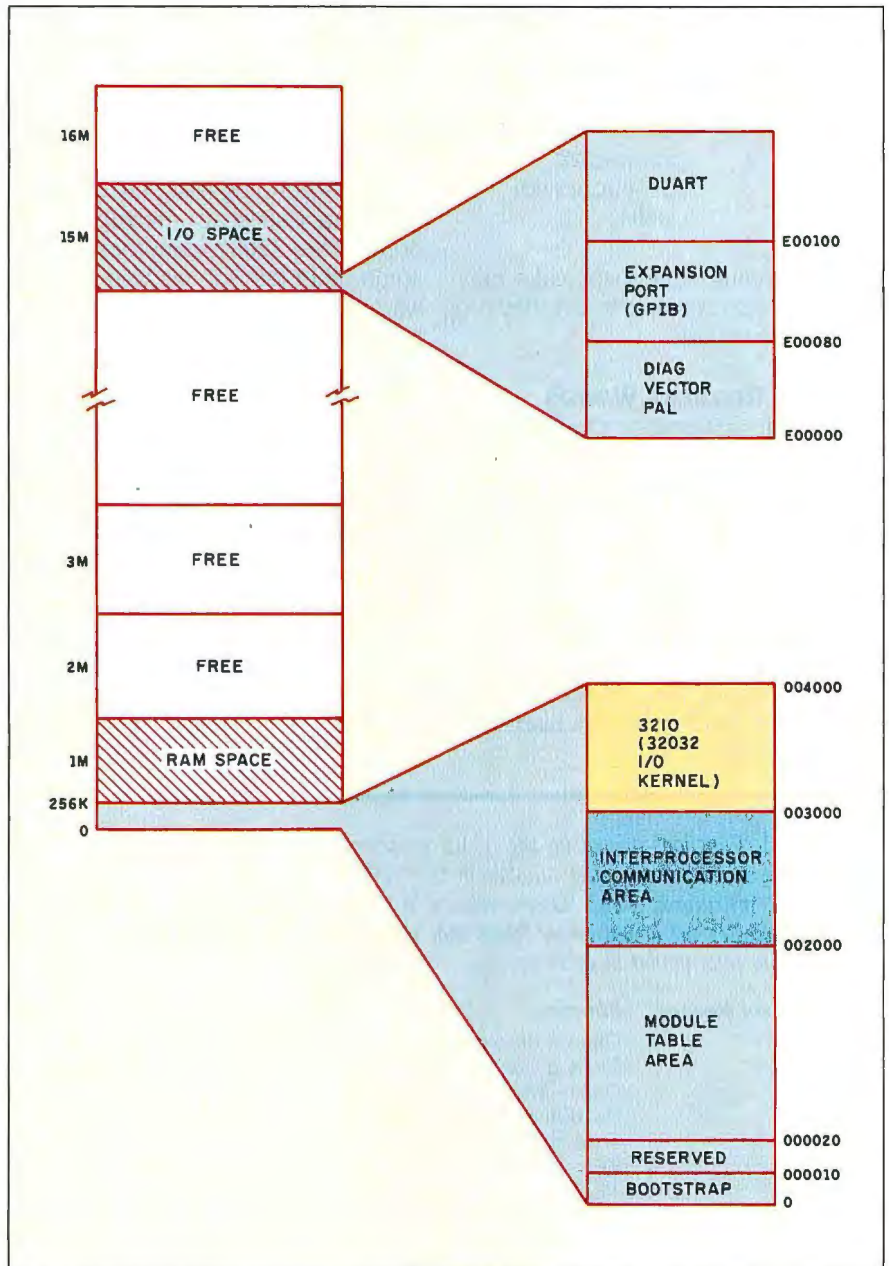 16M
FREE
15M
I/O SPACE
FREE
3M
FREE
2M
FREE
1M
RAM SPACE
256K
0
DUART
E00100
EXPANSION
PORT
(GPIB)
E00080
DIAG
VECTOR
PAL
E00000
004000
3210
(32032
I/O
KERNEL)
003000
INTERPROCESSOR
COMMUNICATION
AREA
002000
MODULE
TABLE
AREA
000020
RESERVED
000010
BOOTSTRAP
0